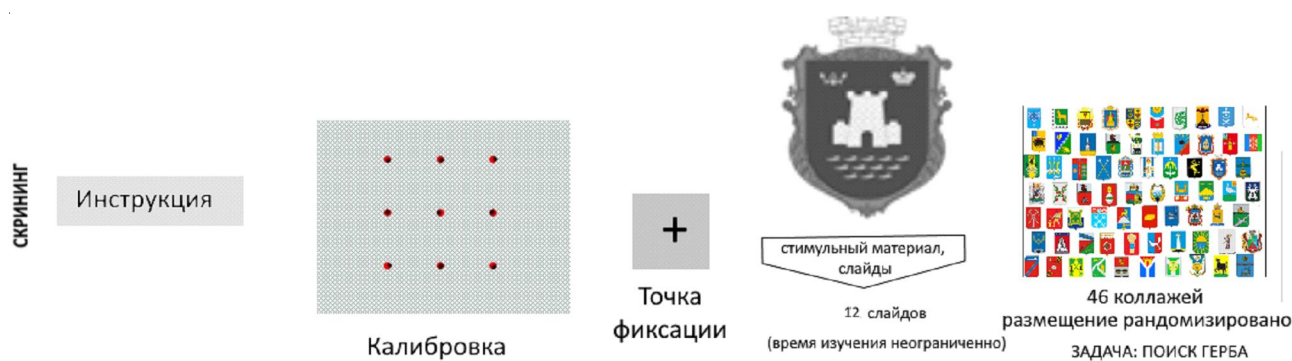 СКРИНИНГ
Инструкция
Калибровка
+
Точка
фиксации
стимульный материал,
слайды
12 слайдов
(время изучения неограниченно)
46 коллажей
размещение рандомизировано
ЗАДАЧА: ПОИСК ГЕРБА